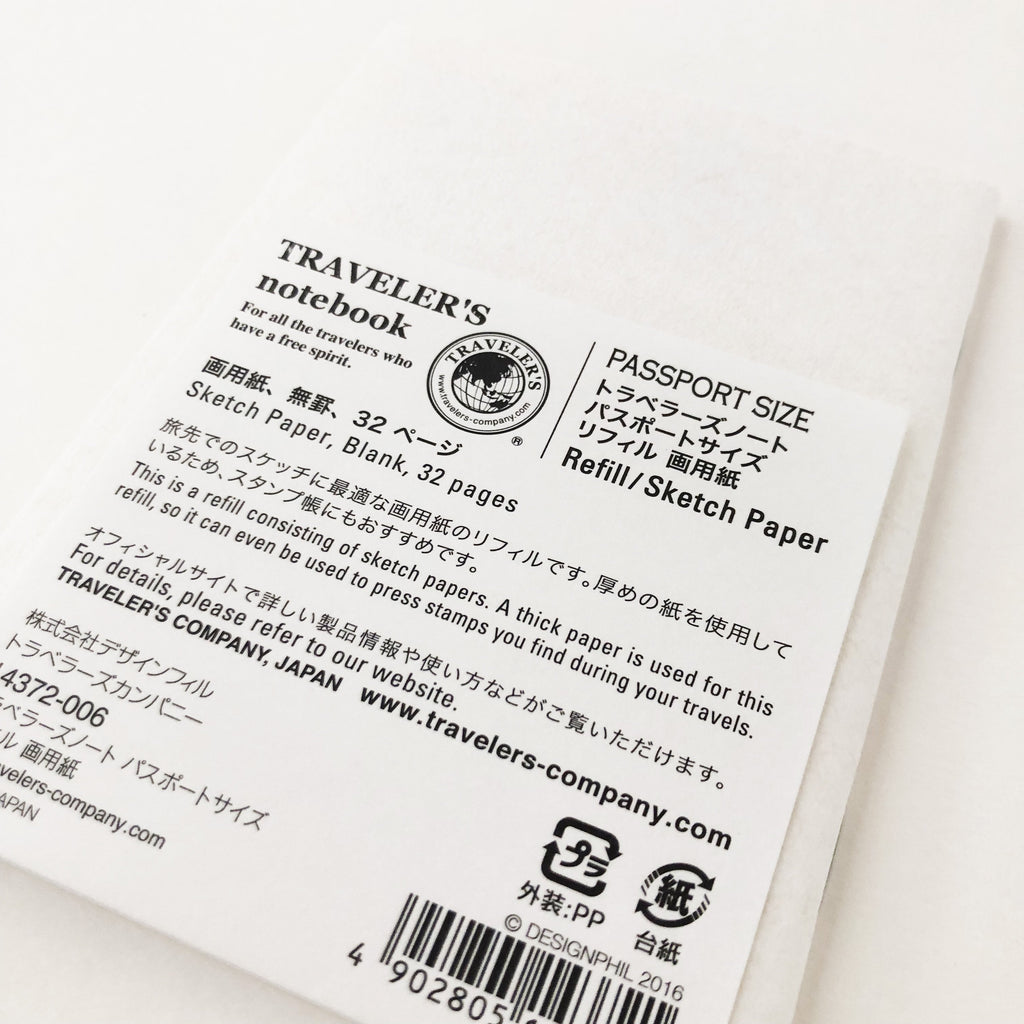 TRAVELER'S
notebook
For all the travelers who
have a free spirit.
TRAVELER'S
www.travelers-company.com
®
画用紙、無罫、32 ページ
Sketch Paper, Blank, 32 pages
PASSPORT SIZE
トラベラーズノート
パスポートサイズ
リフィル 画用紙
Refill/Sketch Paper
旅先でのスケッチに最適な画用紙のリフィルです。厚めの紙を使用して
いるため、スタンプ帳にもおすすめです。
This is a refill consisting of sketch papers. A thick paper is used for this
refill, so it can even be used to press stamps you find during your travels.
オフィシャルサイトで詳しい製品情報や使い方などがご覧いただけます。
For details, please refer to our website.
TRAVELER'S COMPANY, JAPAN www.travelers-company.com
株式会社デザインフィル
トラベラーズカンパニー
4372-006
ラベラーズノート パスポートサイズ
ル 画用紙
velers-company.com
APAN
プラ
外装:PP
紙
台紙
© DESIGNPHIL 2016
4 902805